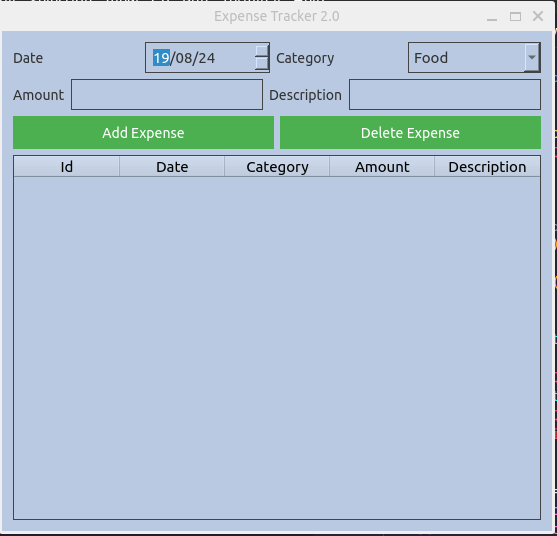 Expense Tracker 2.0
Date 19/08/24 Category Food
Amount Description
Add Expense Delete Expense
Id Date Category Amount Description